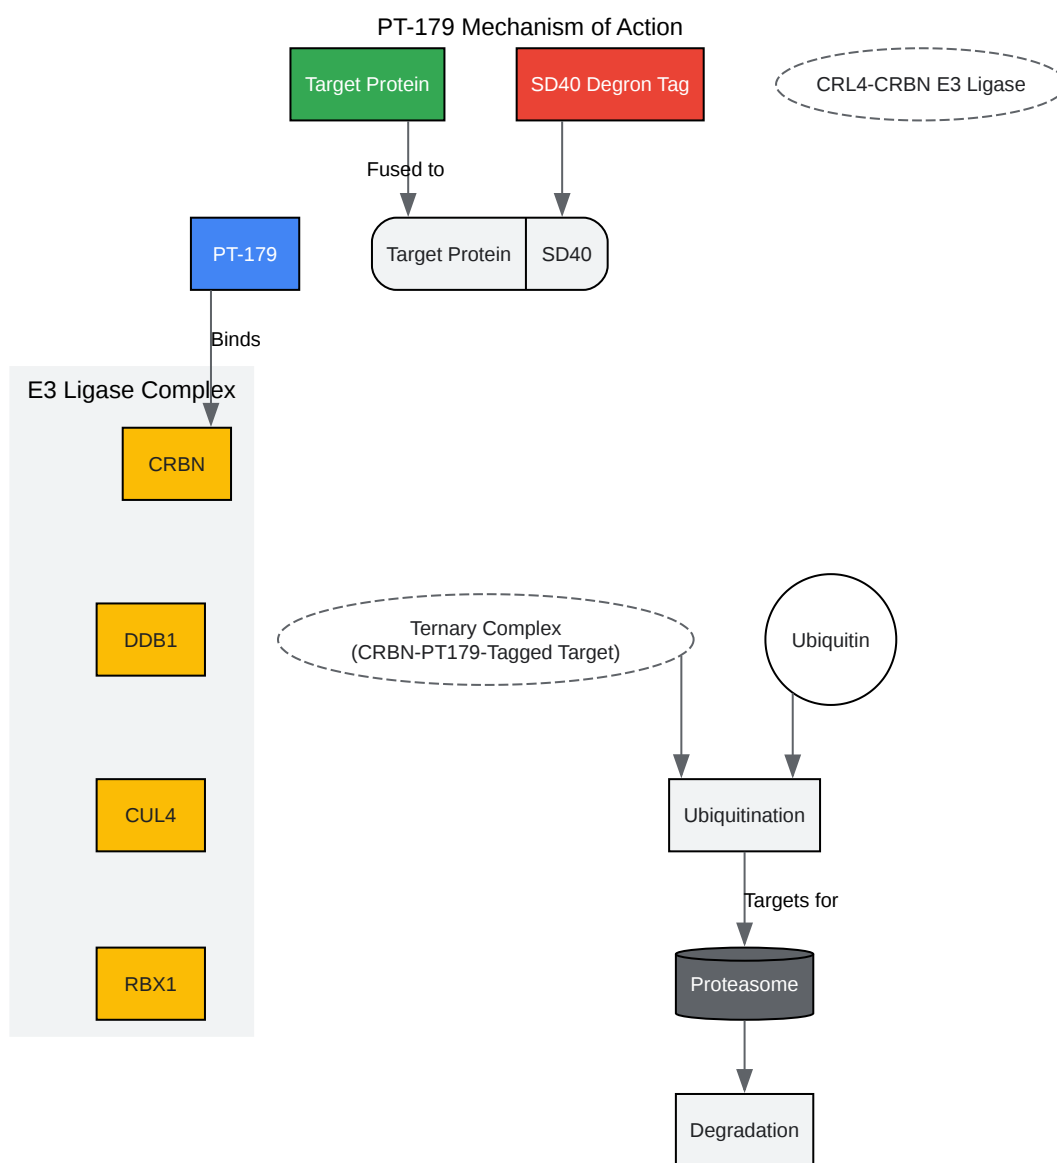 PT-179 Mechanism of Action
Target Protein
SD40 Degron Tag
CRL4-CRBN E3 Ligase
Fused to
PT-179
Target Protein
SD40
Binds
E3 Ligase Complex
CRBN
DDB1
Ternary Complex
(CRBN-PT179-Tagged Target)
Ubiquitin
CUL4
Ubiquitination
Targets for
RBX1
Proteasome
Degradation